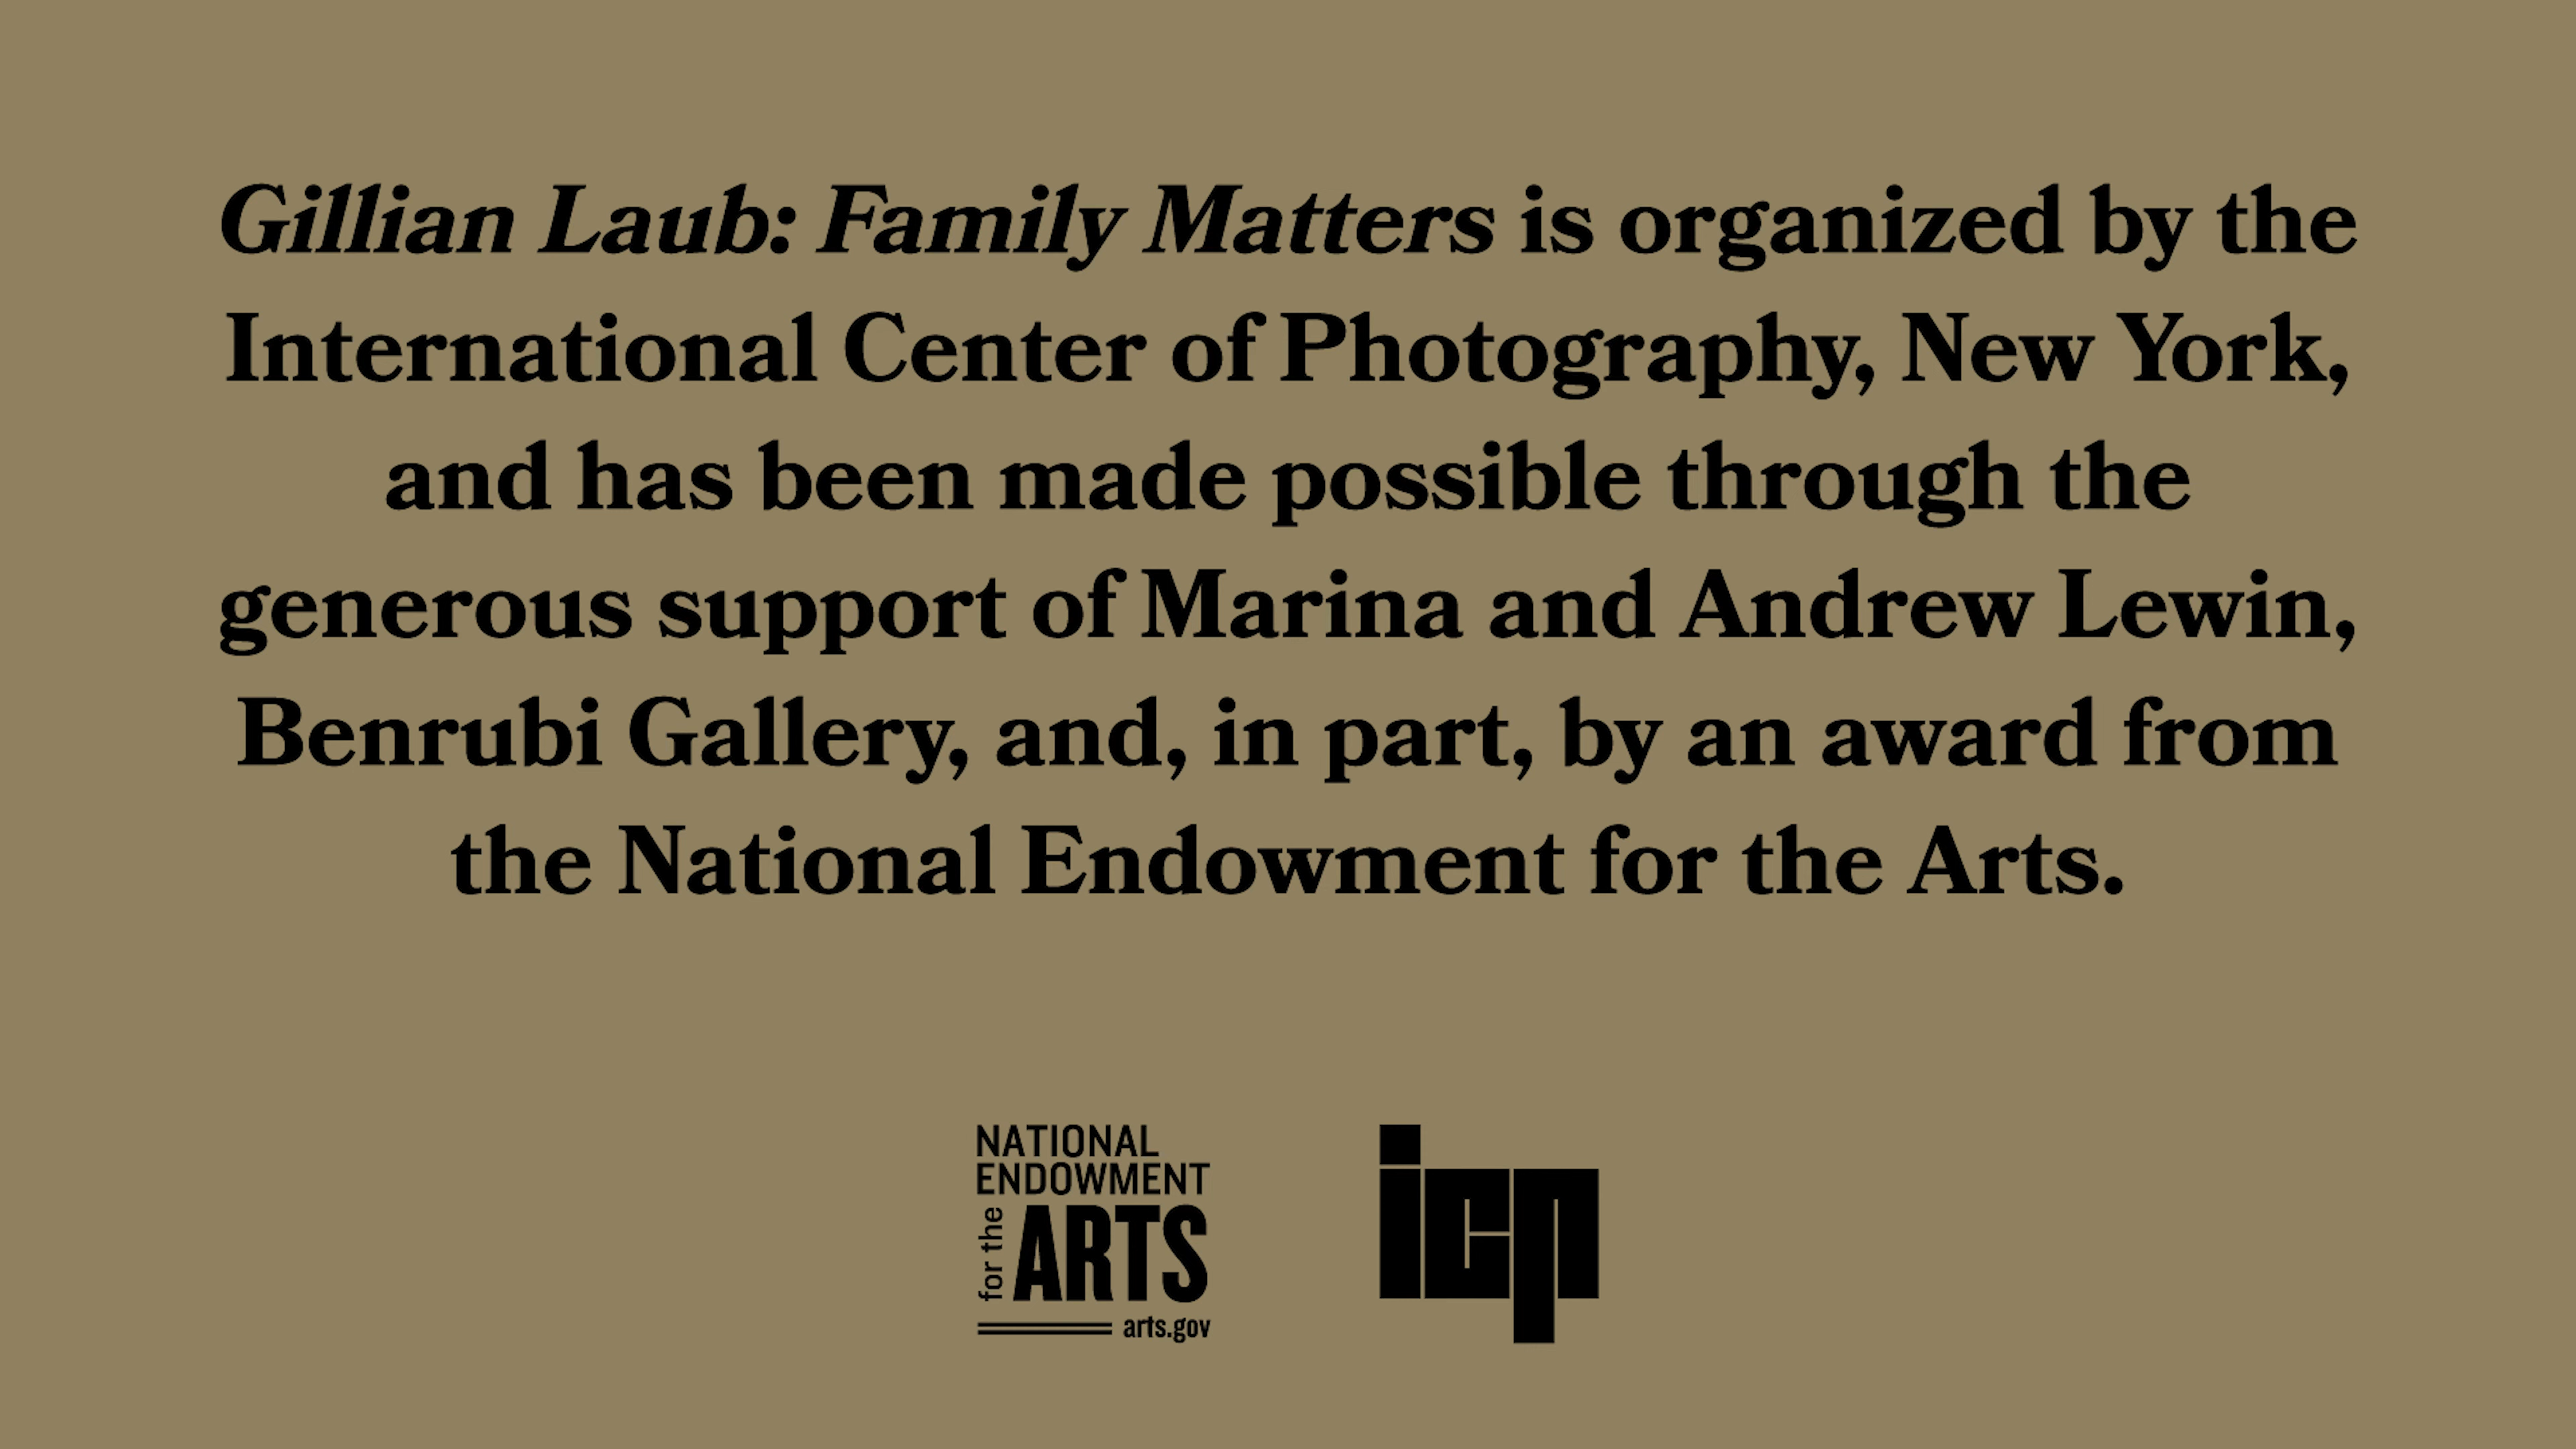 Gillian Laub: Family Matters is organized by the
International Center of Photography, New York,
and has been made possible through the
generous support of Marina and Andrew Lewin,
Benrubi Gallery, and, in part, by an award from
the National Endowment for the Arts.
NATIONAL
ENDOWMENT
for the ARTS
arts.gov
icp